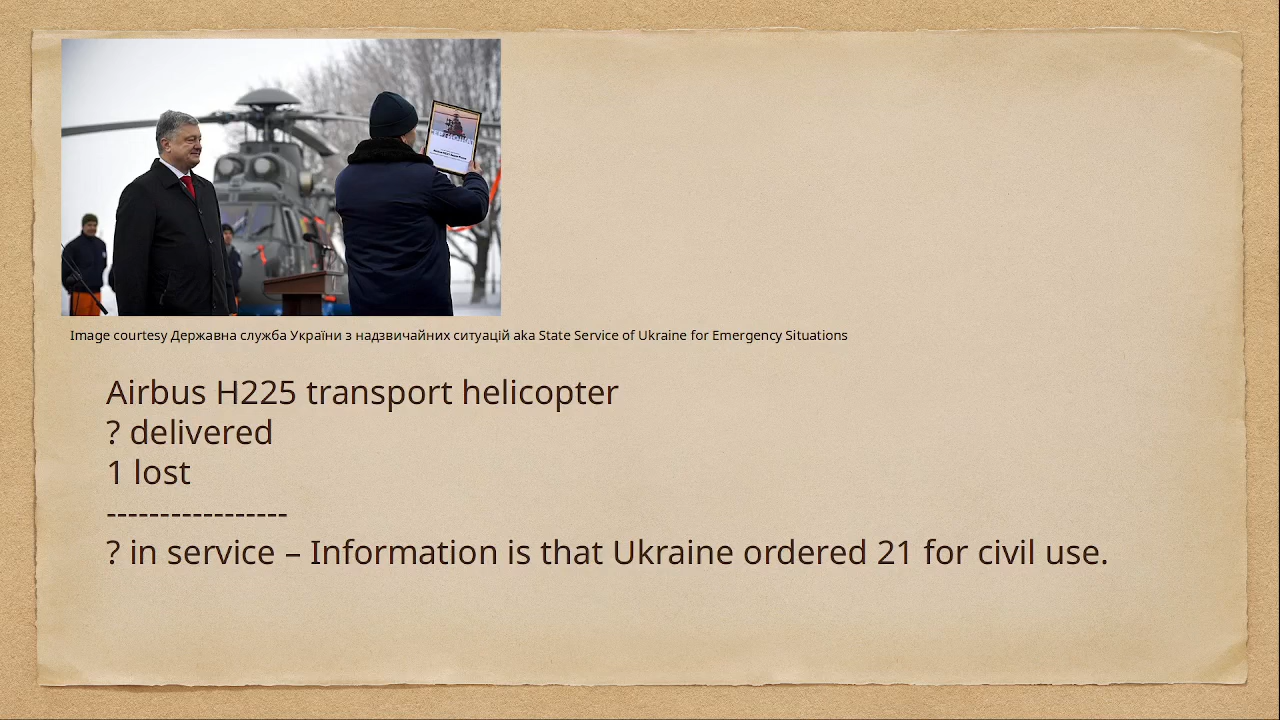 Image courtesy Державна служба України з надзвичайних ситуацій aka State Service of Ukraine for Emergency Situations
Airbus H225 transport helicopter
? delivered
1 lost
-----------------
? in service – Information is that Ukraine ordered 21 for civil use.